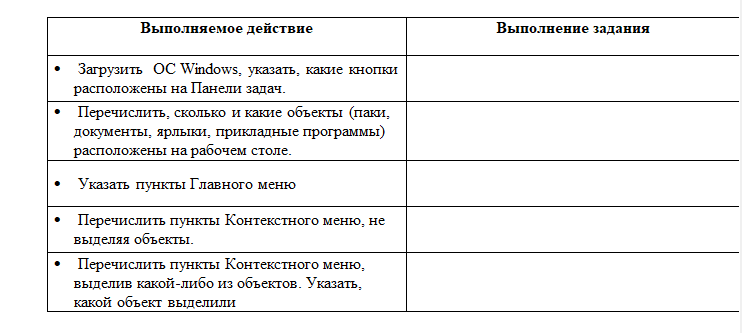 Выполняемое действие
Выполнение задания
• Загрузить ОС Windows, указать, какие кнопки
расположены на Панели задач.
• Перечислить, сколько и какие объекты (паки,
документы, ярлыки, прикладные программы)
расположены на рабочем столе.
• Указать пункты Главного меню
• Перечислить пункты Контекстного меню, не
выделяя объекты.
• Перечислить пункты Контекстного меню,
выделив какой-либо из объектов. Указать,
какой объект выделили